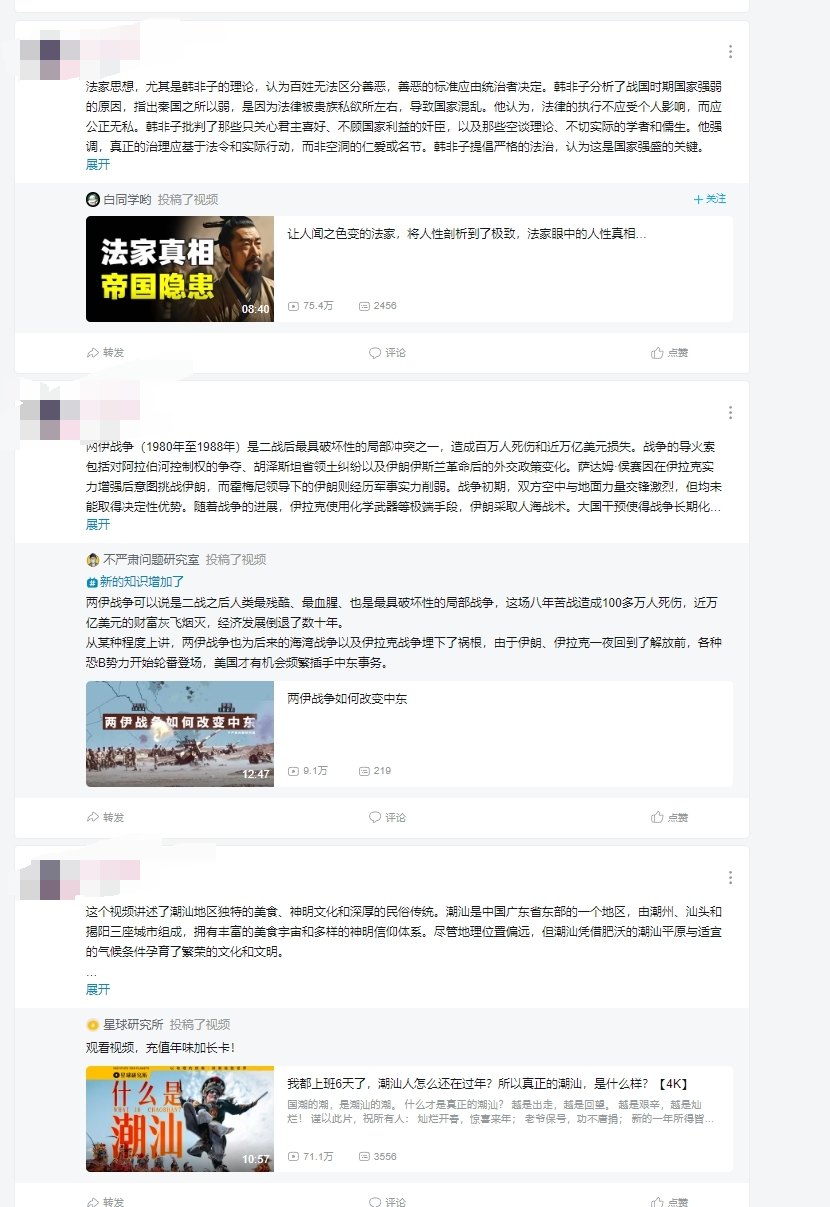 法家思想，尤其是韩非子的理论，认为百姓无法区分善恶，善恶的标准应由统治者决定。韩非子分析了战国时期国家强弱
的原因，指出秦国之所以弱，是因为法律被贵族私欲所左右，导致国家混乱。他认为，法律的执行不应受个人影响，而应
公正无私。韩非子批判了那些只关心君主喜好、不顾国家利益的奸臣，以及那些空谈理论、不切实际的学者和儒生。他强
调，真正的治理应基于法令和实际行动，而非空洞的仁爱或名节。韩非子提倡严格的法治，认为这是国家强盛的关键。
展开
白同学哟 投稿了视频
+ 关注
法家真相
帝国隐患
08:40
让人闻之色变的法家，将人性剖析到了极致，法家眼中的人性真相...
75.4万 2456
转发 评论 点赞
两伊战争（1980年至1988年）是二战后最具破坏性的局部冲突之一，造成百万人死伤和近万亿美元损失。战争的导火索
包括对阿拉伯河控制权的争夺、胡泽斯坦省领土纠纷以及伊朗伊斯兰革命后的外交政策变化。萨达姆·侯赛因在伊拉克实
力增强后意图挑战伊朗，而霍梅尼领导下的伊朗则经历军事实力削弱。战争初期，双方空中与地面力量交锋激烈，但均未
能取得决定性优势。随着战争的进展，伊拉克使用化学武器等极端手段，伊朗采取人海战术。大国干预使得战争长期化...
展开
不严肃问题研究室 投稿了视频
新的知识增加了
两伊战争可以说是二战之后人类最残酷、最血腥、也是最具破坏性的局部战争，这场八年苦战造成100多万人死伤，近万
亿美元的财富灰飞烟灭，经济发展倒退了数十年。
从某种程度上讲，两伊战争也为后来的海湾战争以及伊拉克战争埋下了祸根，由于伊朗、伊拉克一夜回到了解放前，各种
恐B势力开始轮番登场，美国才有机会频繁插手中东事务。
两伊战争如何改变中东
12:47
两伊战争如何改变中东
9.1万 219
转发 评论 点赞
这个视频讲述了潮汕地区独特的美食、神明文化和深厚的民俗传统。潮汕是中国广东省东部的一个地区，由潮州、汕头和
揭阳三座城市组成，拥有丰富的美食宇宙和多样的神明信仰体系。尽管地理位置偏远，但潮汕凭借肥沃的潮汕平原与适宜
的气候条件孕育了繁荣的文化和文明。
...
展开
星球研究所 投稿了视频
观看视频，充值年味加长卡！
星球研究所
什么是
WHAT IS CHAOSHAN?
潮汕
10:57
我都上班6天了，潮汕人怎么还在过年？所以真正的潮汕，是什么样？【4K】
国潮的潮，是潮汕的潮。 什么才是真正的潮汕？ 越是出走，越是回望。 越是艰辛，越是灿
烂！ 谨以此片，祝所有人： 灿烂开春，惊喜来年； 老爷保号，功不唐捐； 新的一年所得皆...
71.1万 3556
转发 评论 点赞